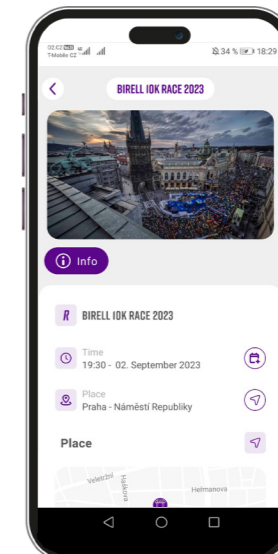 O2.CZ
T-Mobile CZ
34 % 18:29
BIRELL 10K RACE 2023
Info
R BIRELL 10K RACE 2023
Time
19:30 - 02. September 2023
Place
Praha - Náměstí Republiky
Place
Veletržní
Heřmanova